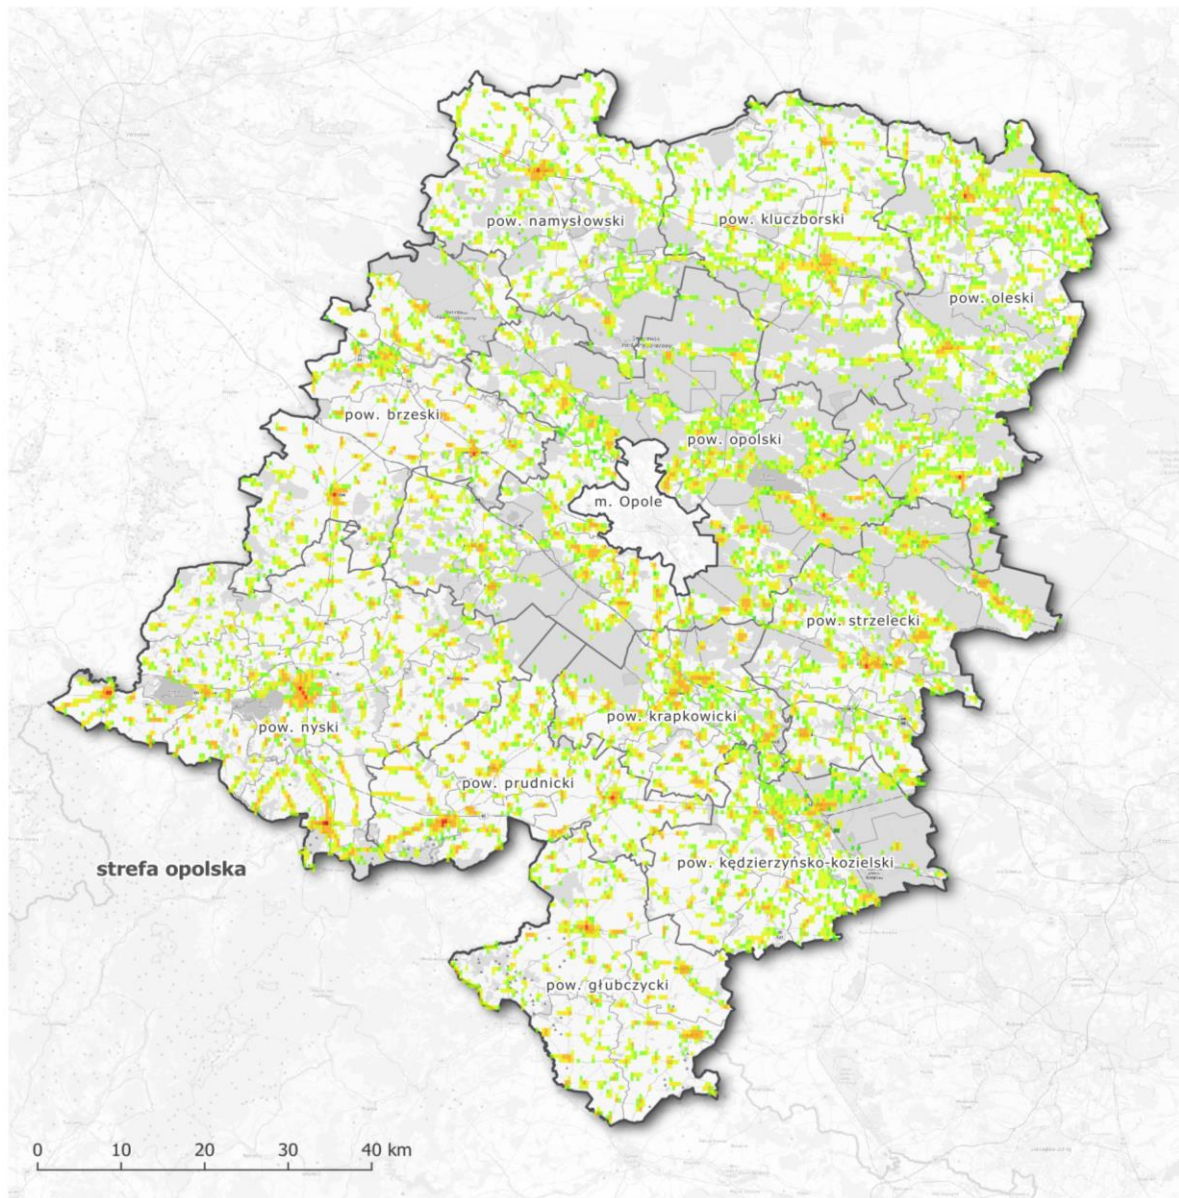 pow. namysłowski
pow. kluczborski
pow. oleski
pow. brzeski
pow. opolski
m. Opole
pow. strzelecki
pow. krapkowicki
pow. nyski
pow. prudnicki
pow. kędzierzyńsko-kozielski
strefa opolska
pow. głubczycki
0 10 20 30 40 km